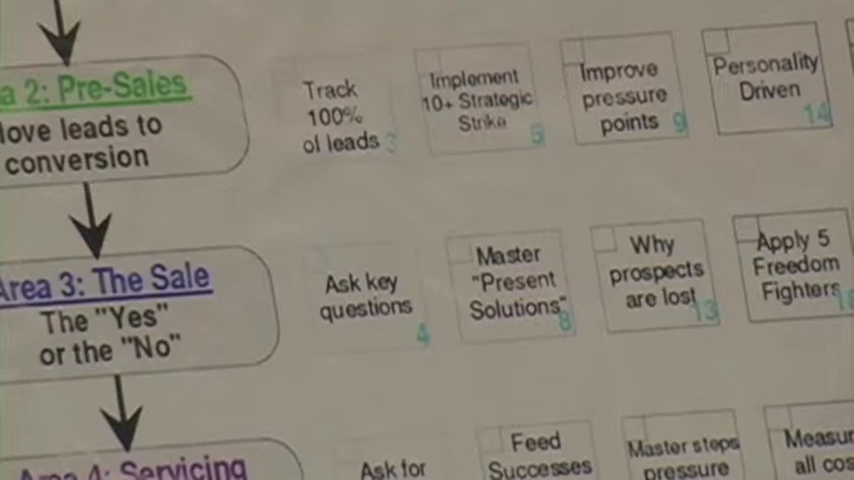 a 2: Pre-Sales
love leads to
conversion
Track
100%
of leads 3
Implement
10+ Strategic
Strike 5
Improve
pressure
points 9
Personality
Driven
14
Area 3: The Sale
The "Yes"
or the "No"
Ask key
questions
4
Master
"Present
Solutions"
8
Why
prospects
are lost 13
Apply 5
Freedom
Fighters
Area 4: Servicing
Ask for
Feed
Successes
Master steps
pressure
Measur
all cos